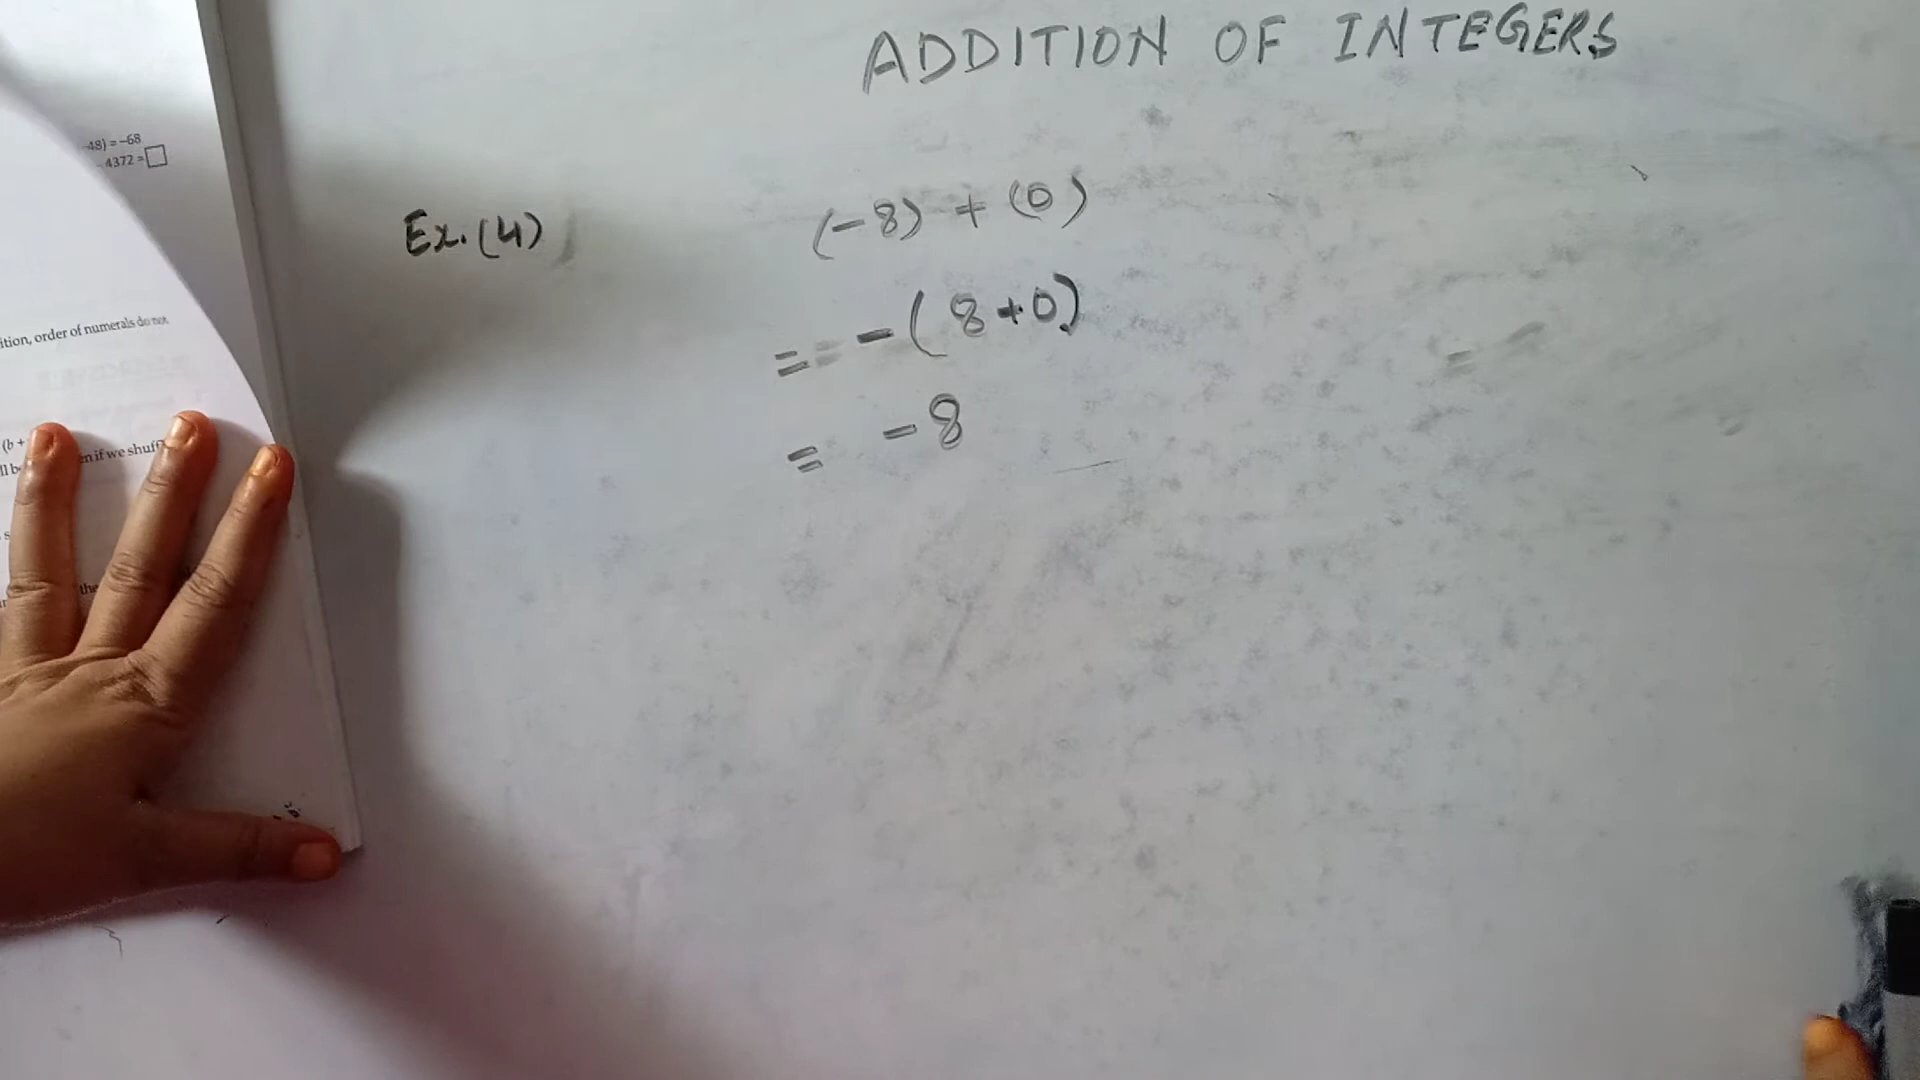 ADDITION OF INTEGERS
48) = -68
4372 =
Ex. (4) (-8) + (0)
= - (8+0)
= -8
ition, order of numerals do not
(b +
n if we shuff
the